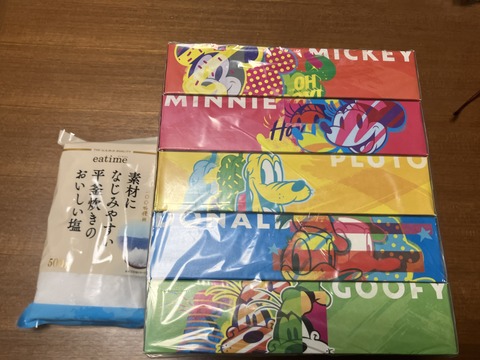 eatime
素材に
なじみやすい
平釜炊きの
おいしい塩
500
MICKEY
OH
MINNIE
PLUTO
DONALD
GOOFY